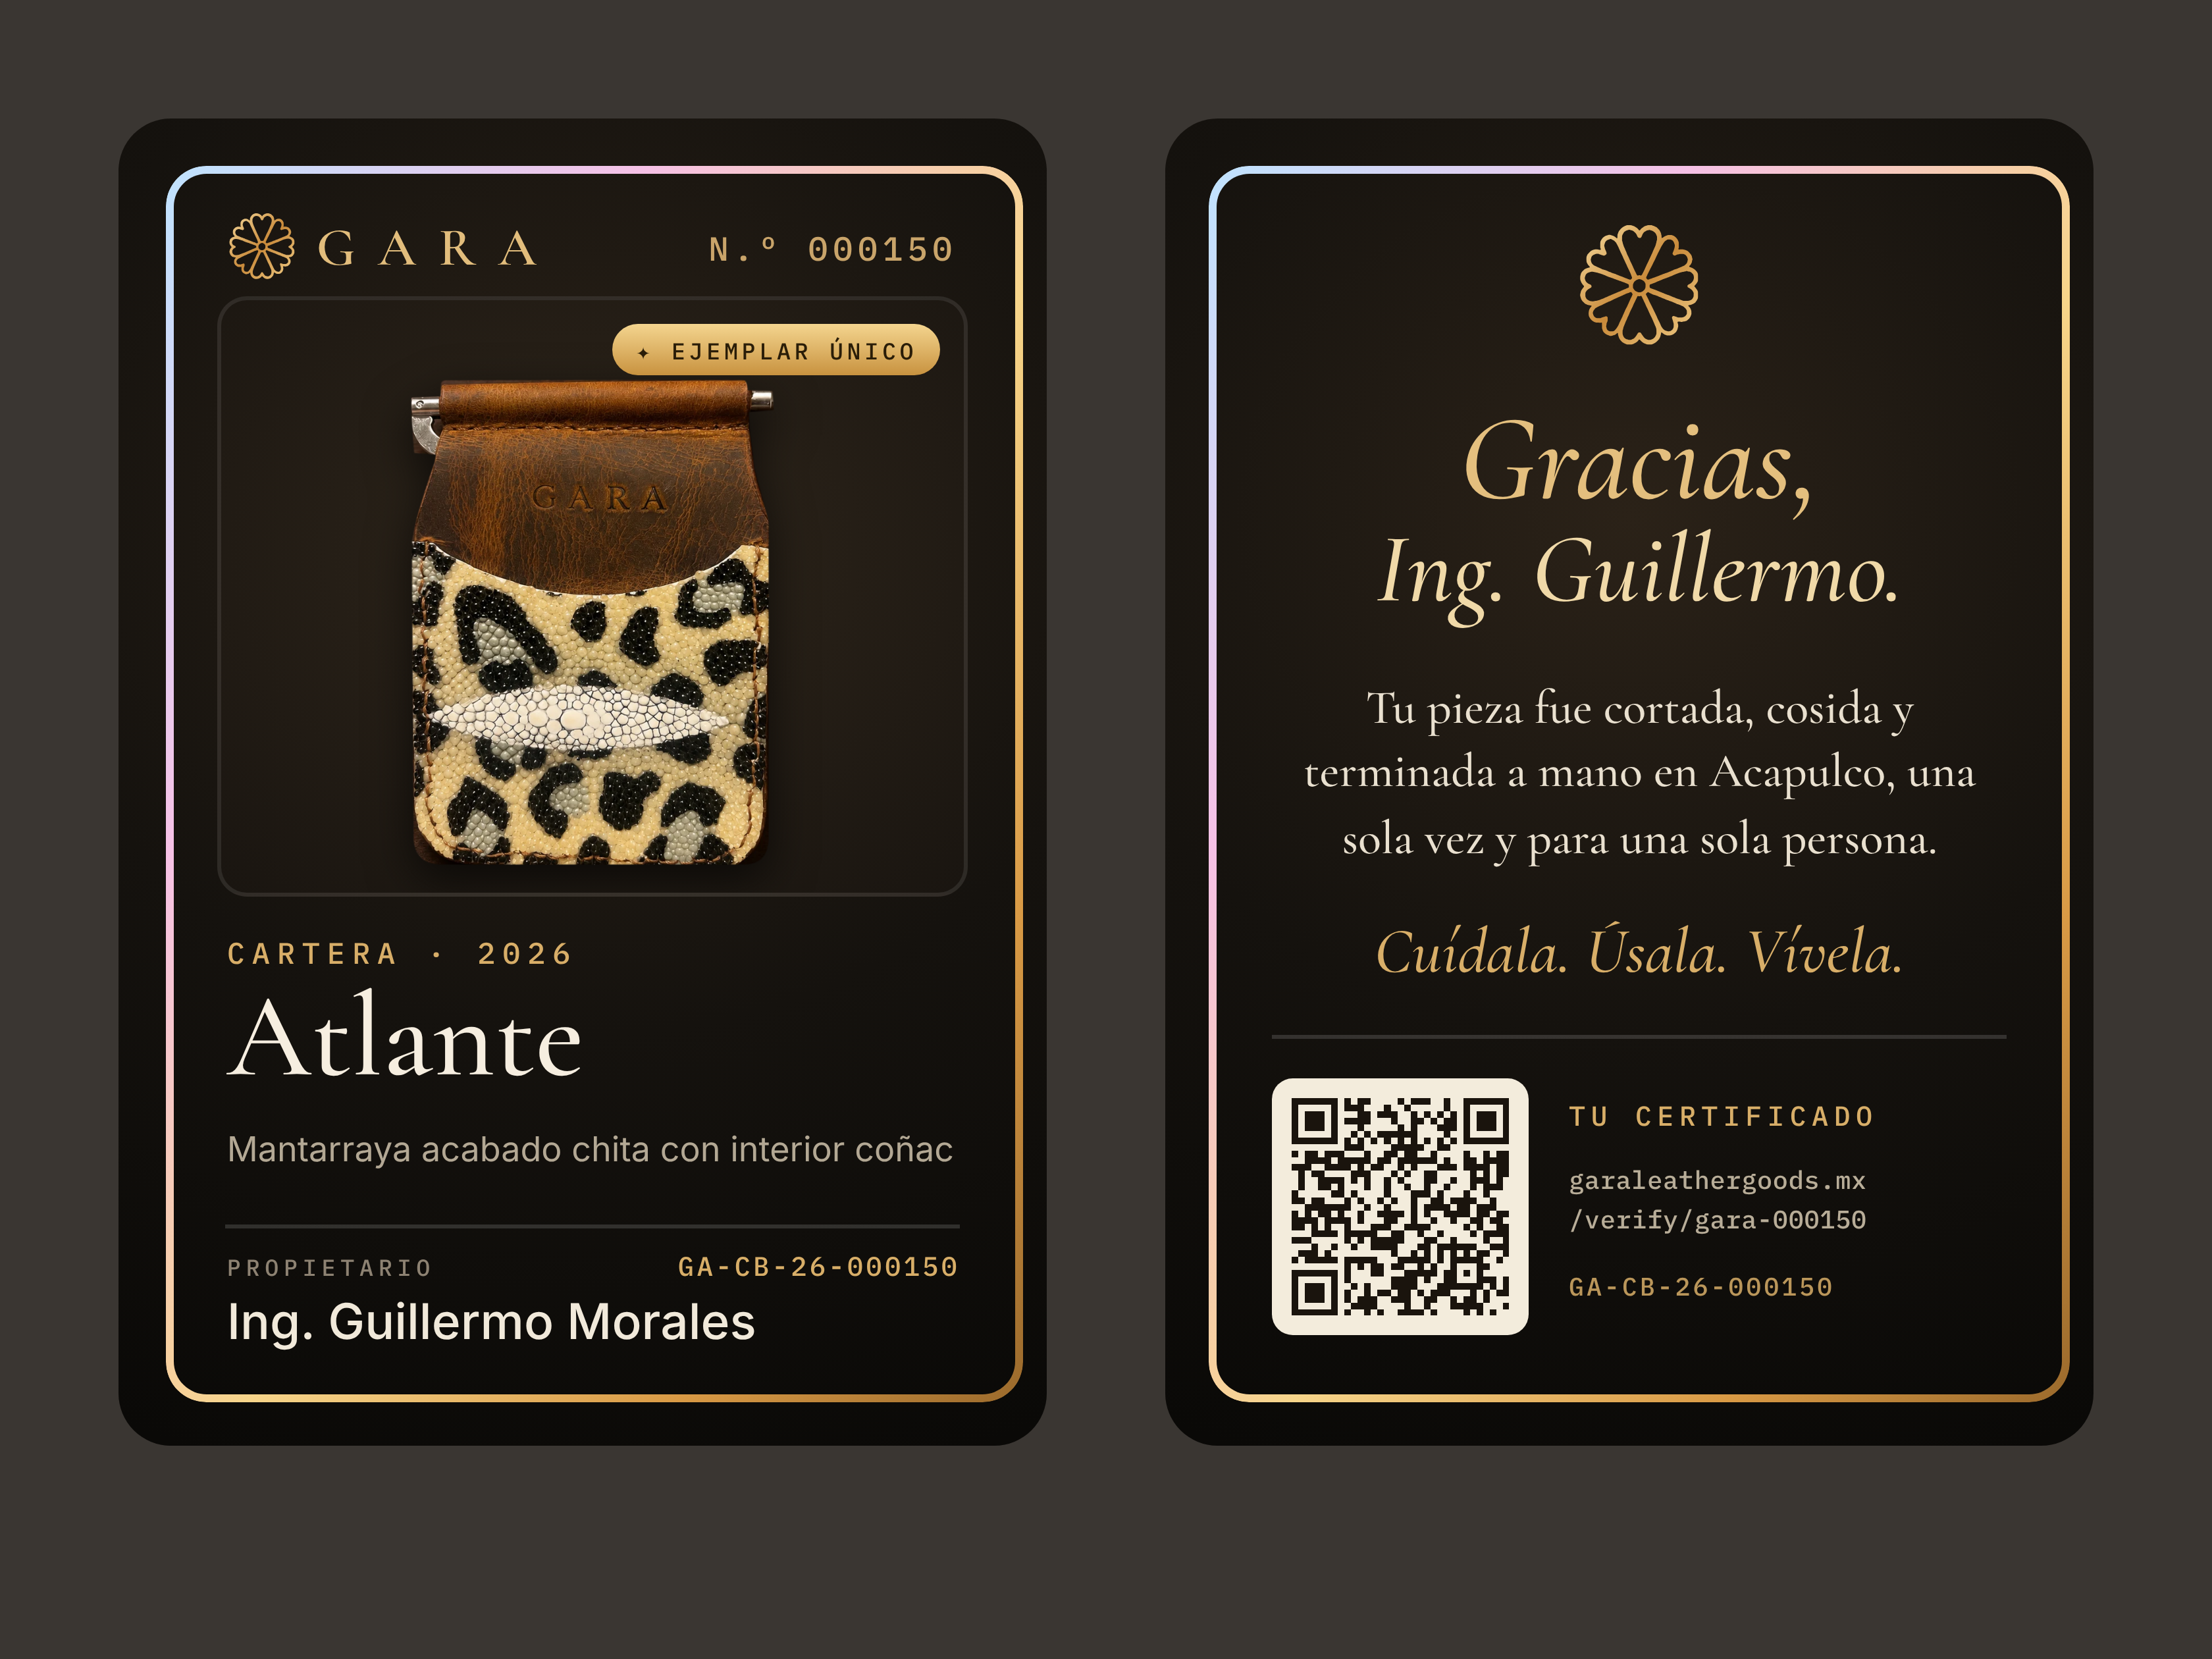 GARA
N.º 000150
✦ EJEMPLAR ÚNICO
GARA
CARTERA · 2026
Atlante
Mantarraya acabado chita con interior coñac
PROPIETARIO
GA-CB-26-000150
Ing. Guillermo Morales
Gracias,
Ing. Guillermo.
Tu pieza fue cortada, cosida y
terminada a mano en Acapulco, una
sola vez y para una sola persona.
Cuídala. Úsala. Vívela.
TU CERTIFICADO
garaleathergoods.mx
/verify/gara-000150
GA-CB-26-000150